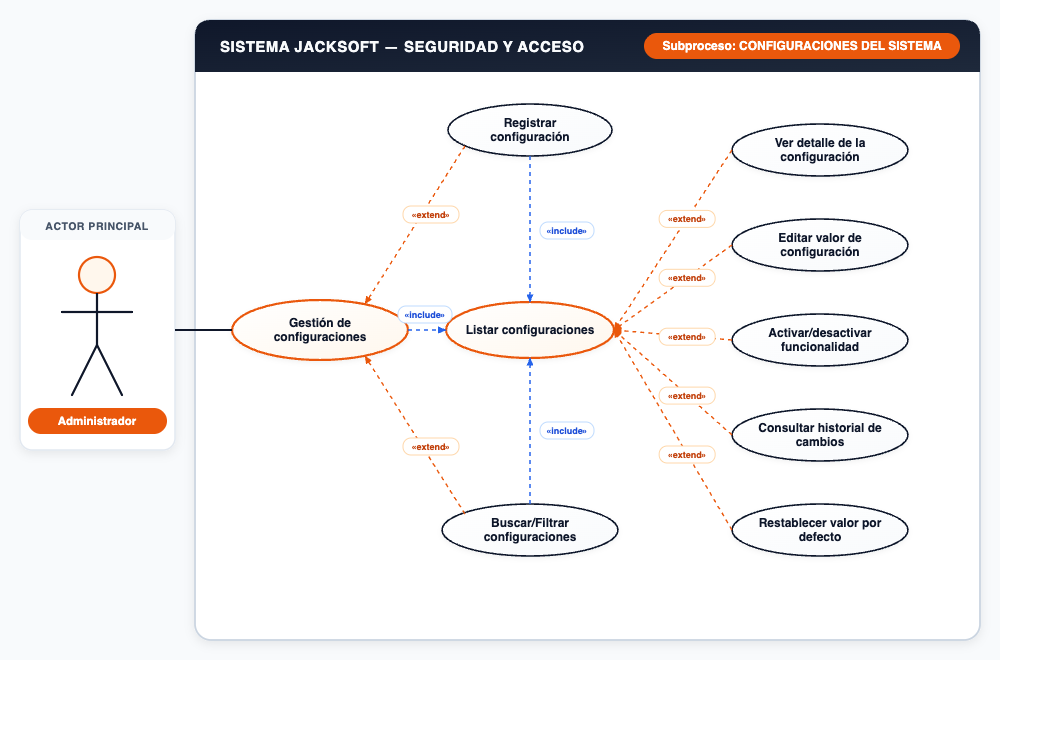 SISTEMA JACKSOFT — SEGURIDAD Y ACCESO
Subproceso: CONFIGURACIONES DEL SISTEMA
ACTOR PRINCIPAL
Administrador
Gestión de
configuraciones
Registrar
configuración
«extend»
«include»
«include»
Listar configuraciones
«extend»
«include»
Buscar/Filtrar
configuraciones
«extend»
Ver detalle de la
configuración
«extend»
Editar valor de
configuración
«extend»
Activar/desactivar
funcionalidad
«extend»
Consultar historial de
cambios
«extend»
Restablecer valor por
defecto